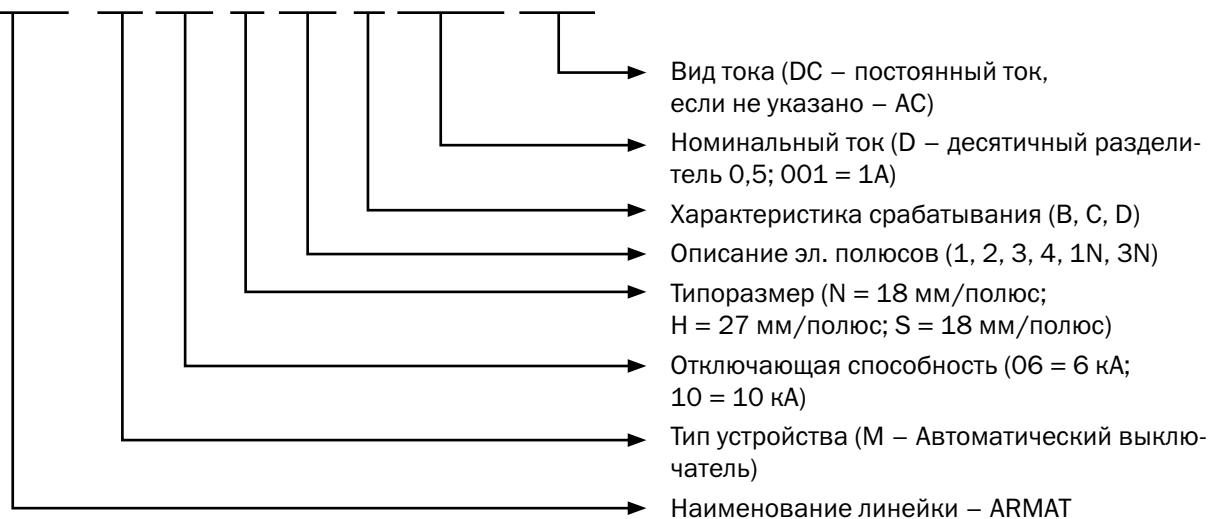 Вид тока (DC – постоянный ток,
если не указано – AC)
Номинальный ток (D – десятичный раздели-
тель 0,5; 001 = 1А)
Характеристика срабатывания (B, C, D)
Описание эл. полюсов (1, 2, 3, 4, 1N, 3N)
Типоразмер (N = 18 мм/полюс;
H = 27 мм/полюс; S = 18 мм/полюс)
Отключающая способность (06 = 6 кА;
10 = 10 кА)
Тип устройства (М – Автоматический выклю-
чатель)
Наименование линейки – ARMAT